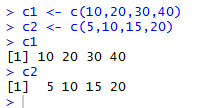 > c1 <- c(10,20,30,40)
> c2 <- c(5,10,15,20)
> c1
[1] 10 20 30 40
> c2
[1]  5 10 15 20
>